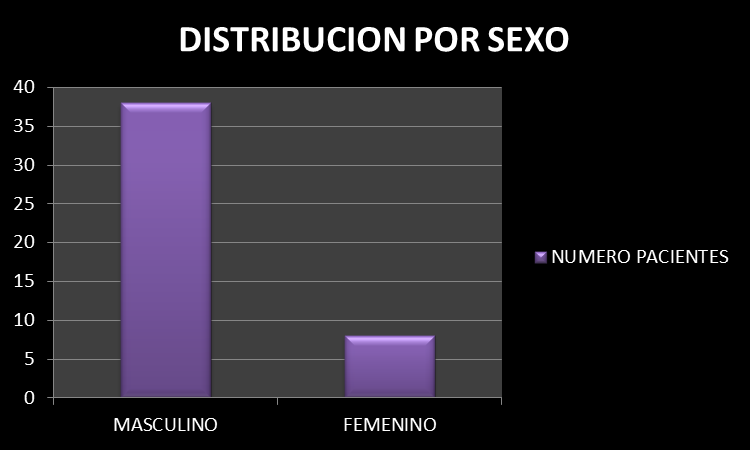 DISTRIBUCION POR SEXO
40
35
30
25
20
15
10
5
0
MASCULINO
FEMENINO
NUMERO PACIENTES